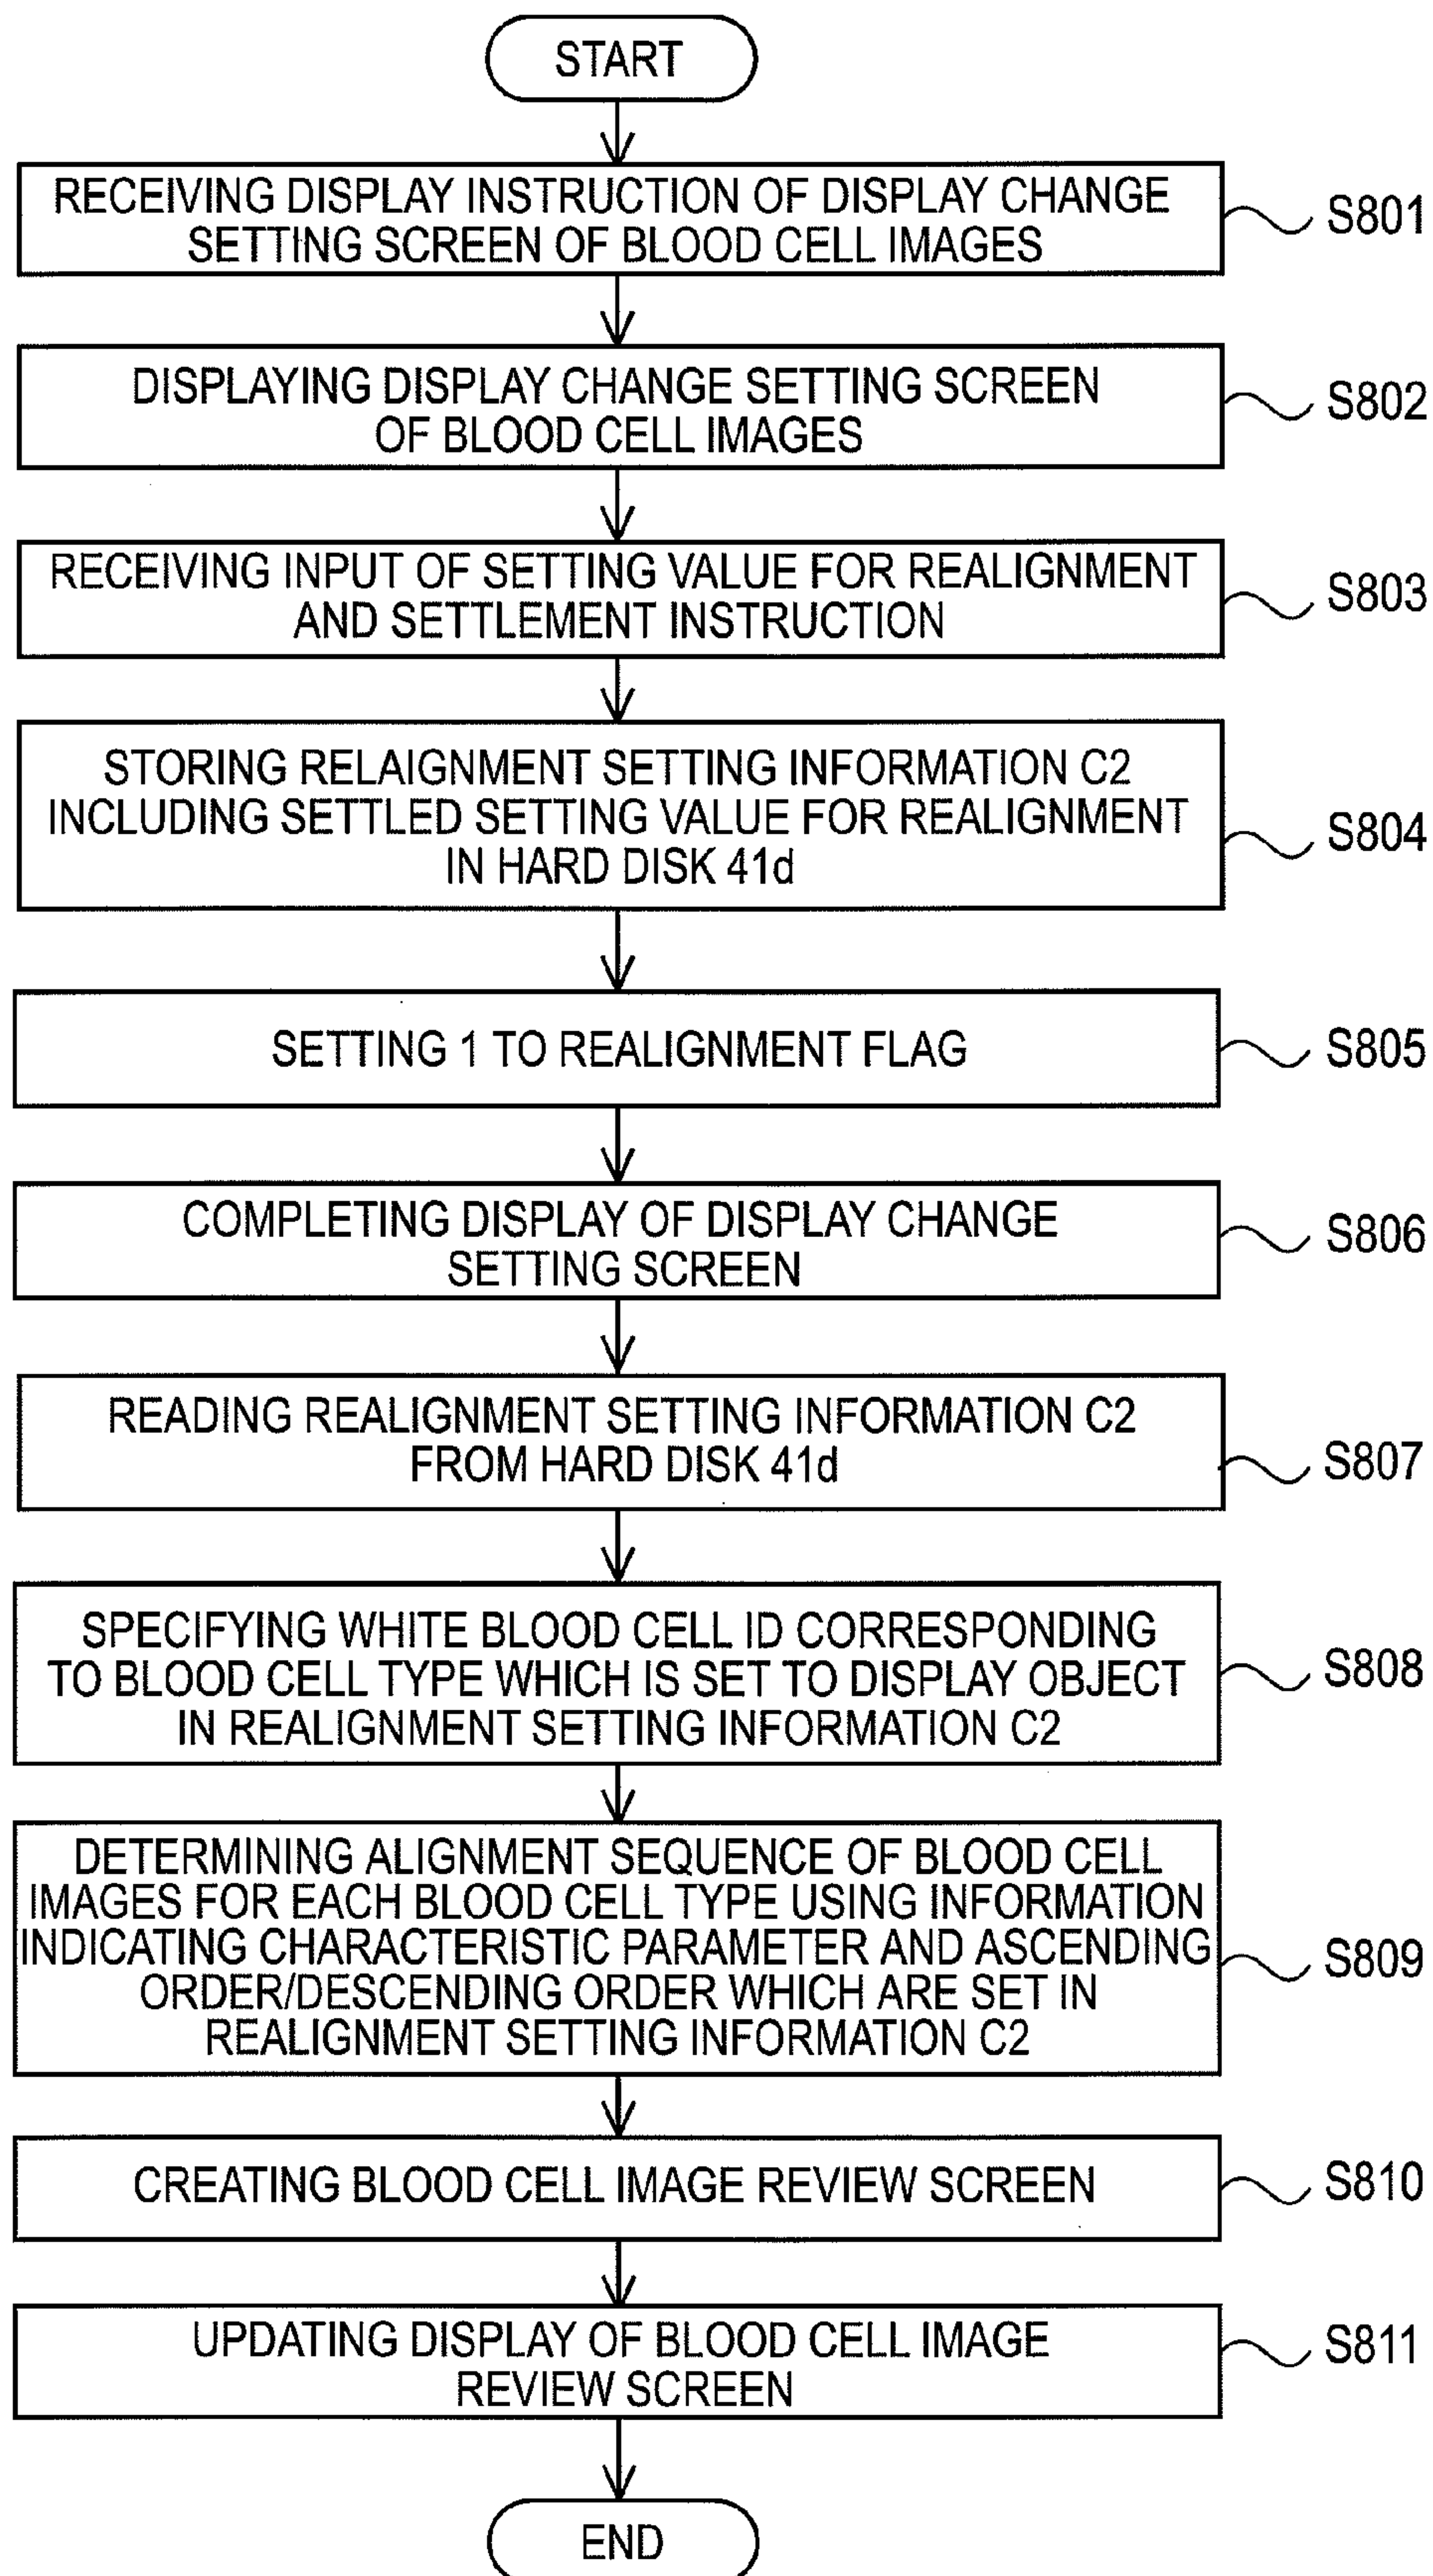 START
RECEIVING DISPLAY INSTRUCTION OF DISPLAY CHANGE
SETTING SCREEN OF BLOOD CELL IMAGES
S801
DISPLAYING DISPLAY CHANGE SETTING SCREEN
OF BLOOD CELL IMAGES
S802
RECEIVING INPUT OF SETTING VALUE FOR REALIGNMENT
AND SETTLEMENT INSTRUCTION
S803
STORING RELAIGNMENT SETTING INFORMATION C2
INCLUDING SETTLED SETTING VALUE FOR REALIGNMENT
IN HARD DISK 41d
S804
SETTING 1 TO REALIGNMENT FLAG
S805
COMPLETING DISPLAY OF DISPLAY CHANGE
SETTING SCREEN
S806
READING REALIGNMENT SETTING INFORMATION C2
FROM HARD DISK 41d
S807
SPECIFYING WHITE BLOOD CELL ID CORRESPONDING
TO BLOOD CELL TYPE WHICH IS SET TO DISPLAY OBJECT
IN REALIGNMENT SETTING INFORMATION C2
S808
DETERMINING ALIGNMENT SEQUENCE OF BLOOD CELL
IMAGES FOR EACH BLOOD CELL TYPE USING INFORMATION
INDICATING CHARACTERISTIC PARAMETER AND ASCENDING
ORDER/DESCENDING ORDER WHICH ARE SET IN
REALIGNMENT SETTING INFORMATION C2
S809
CREATING BLOOD CELL IMAGE REVIEW SCREEN
S810
UPDATING DISPLAY OF BLOOD CELL IMAGE
REVIEW SCREEN
S811
END